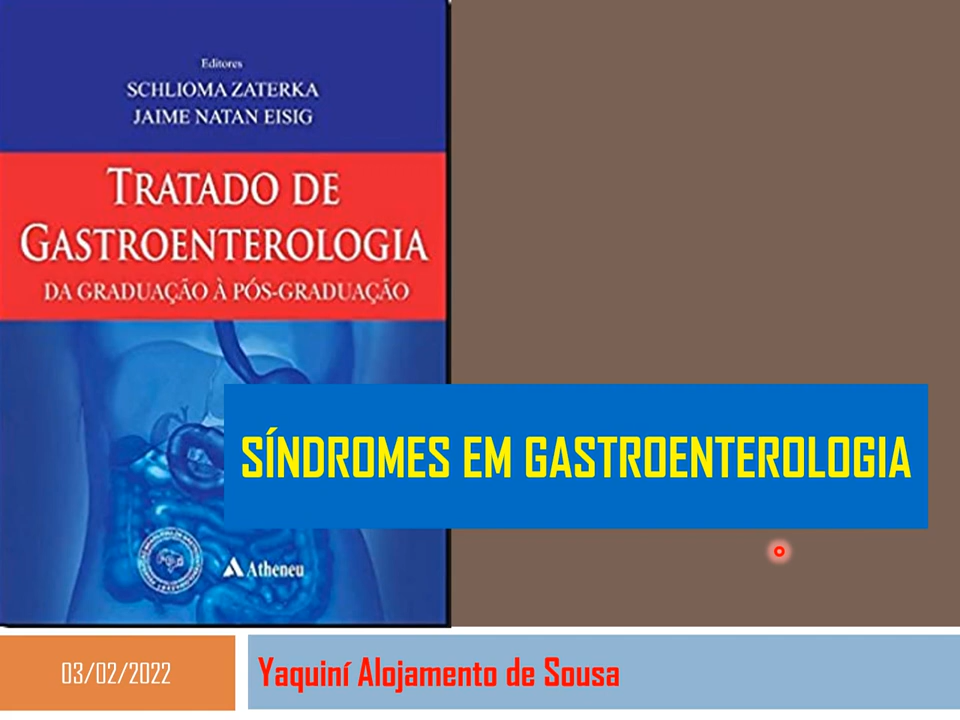 Editores
SCHLIOMA ZATERKA
JAIME NATAN EISIG
TRATADO DE
GASTROENTEROLOGIA
DA GRADUAÇÃO À PÓS-GRADUAÇÃO
SÍNDROMES EM GASTROENTEROLOGIA
Atheneu
03/02/2022
Yaquiní Alojamento de Sousa